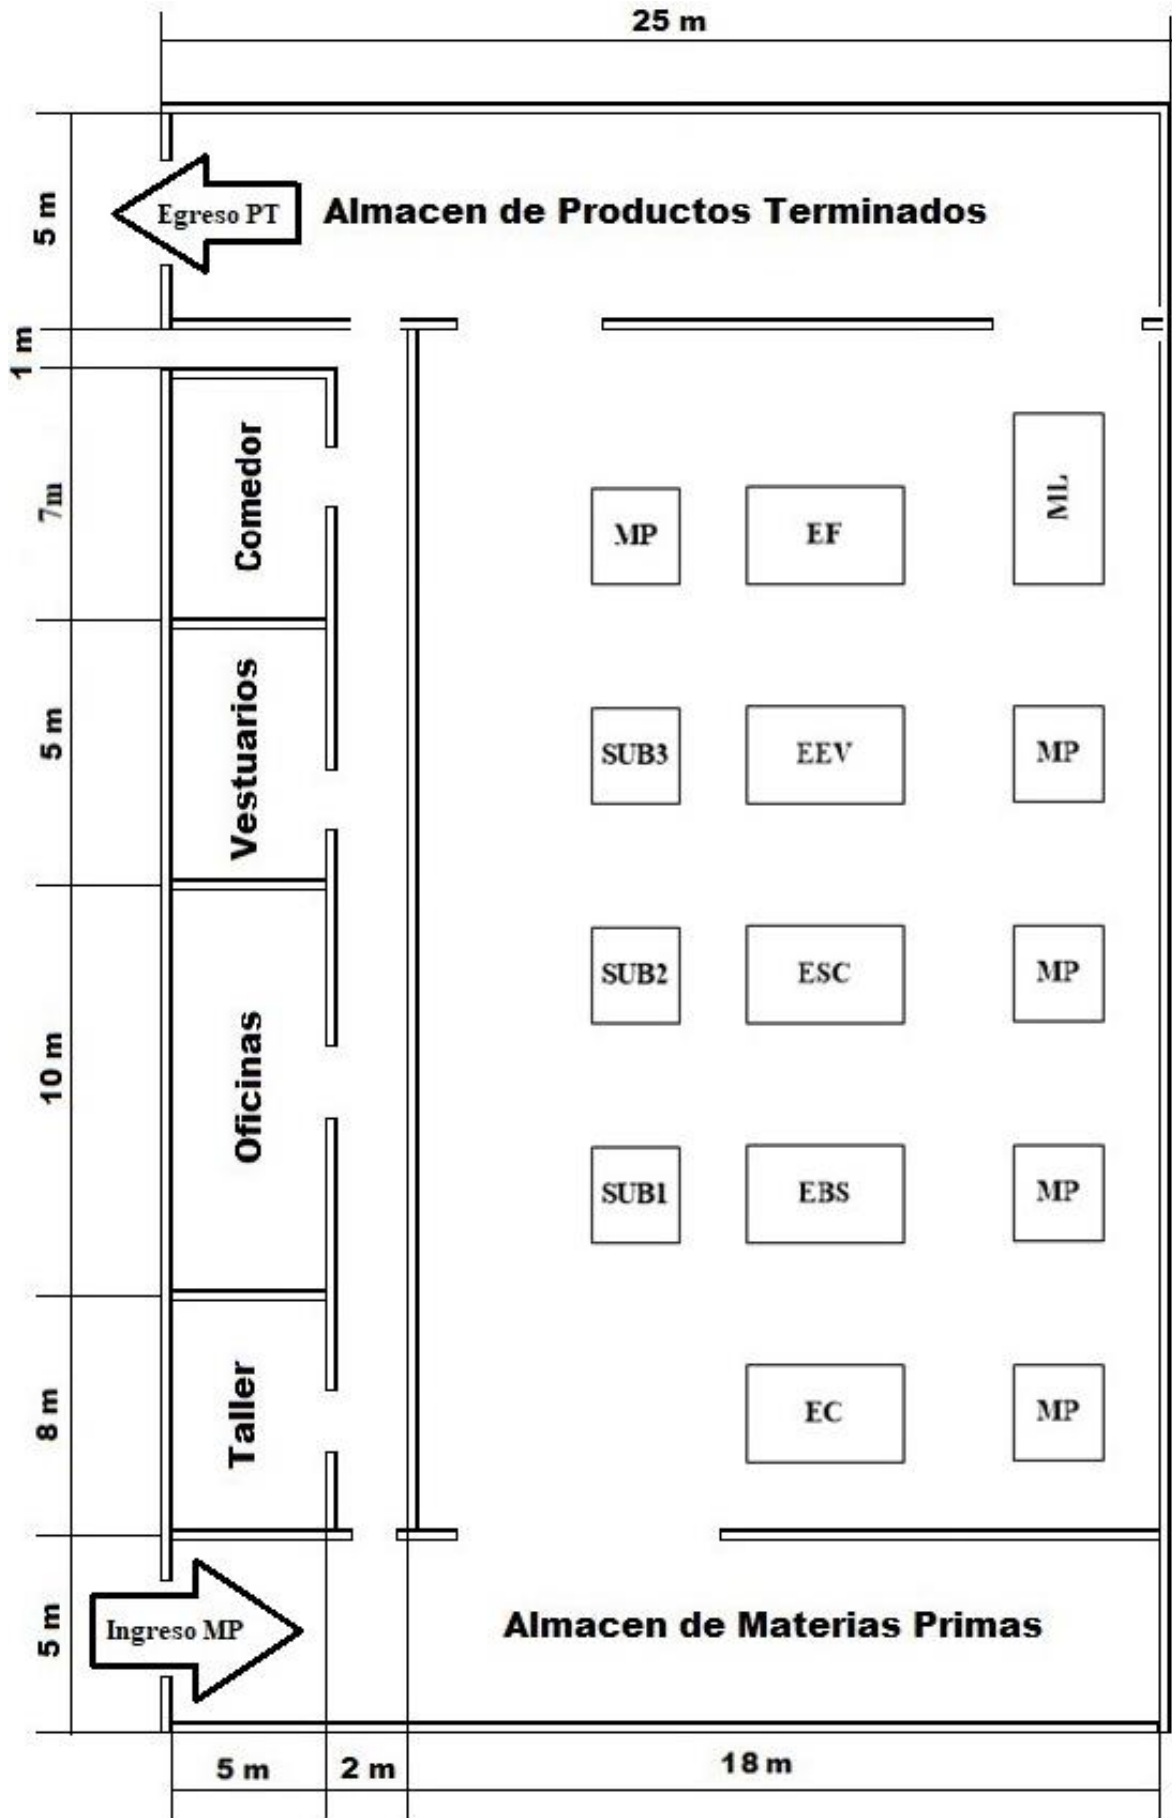 25 m
5 m
Egreso PT
Almacen de Productos Terminados
1 m
7m
Comedor
MP
EF
ML
5 m
Vestuarios
SUB3
EEV
MP
10 m
Oficinas
SUB2
ESC
MP
SUB1
EBS
MP
8 m
Taller
EC
MP
5 m
Ingreso MP
Almacen de Materias Primas
5 m
2 m
18 m